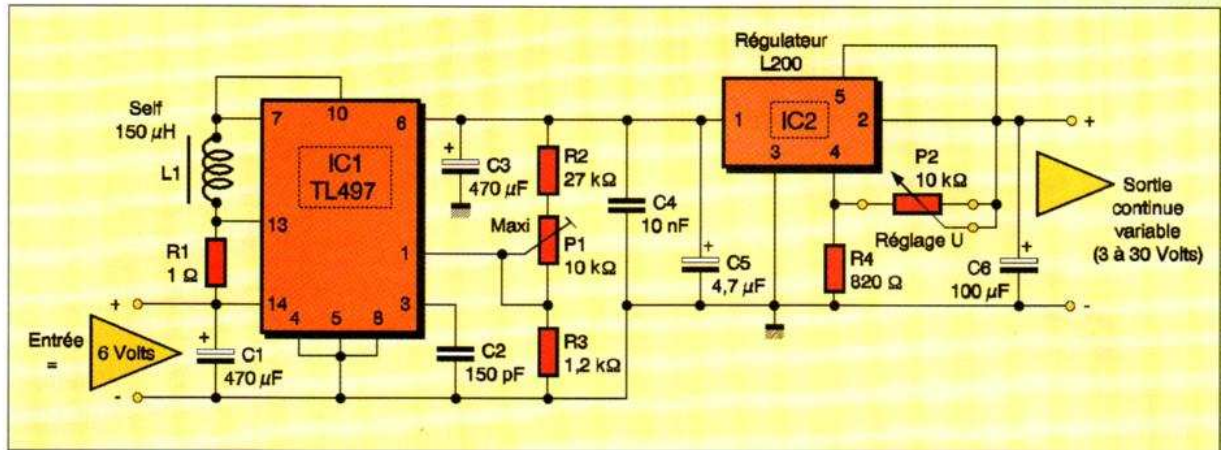 Self
150 µH
L1
R1
1 Ω
Entrée
=
6 Volts
+
-
+
C1
470 µF
7
10
6
13
1
14
3
4
5
8
IC1
TL497
C2
150 pF
+
C3
470 µF
R2
27 kΩ
Maxi
P1
10 kΩ
R3
1,2 kΩ
C4
10 nF
+
C5
4,7 µF
Régulateur
L200
1
IC2
5
2
3
4
P2
10 kΩ
Réglage U
R4
820 Ω
+
C6
100 µF
+
-
Sortie
continue
variable
(3 à 30 Volts)